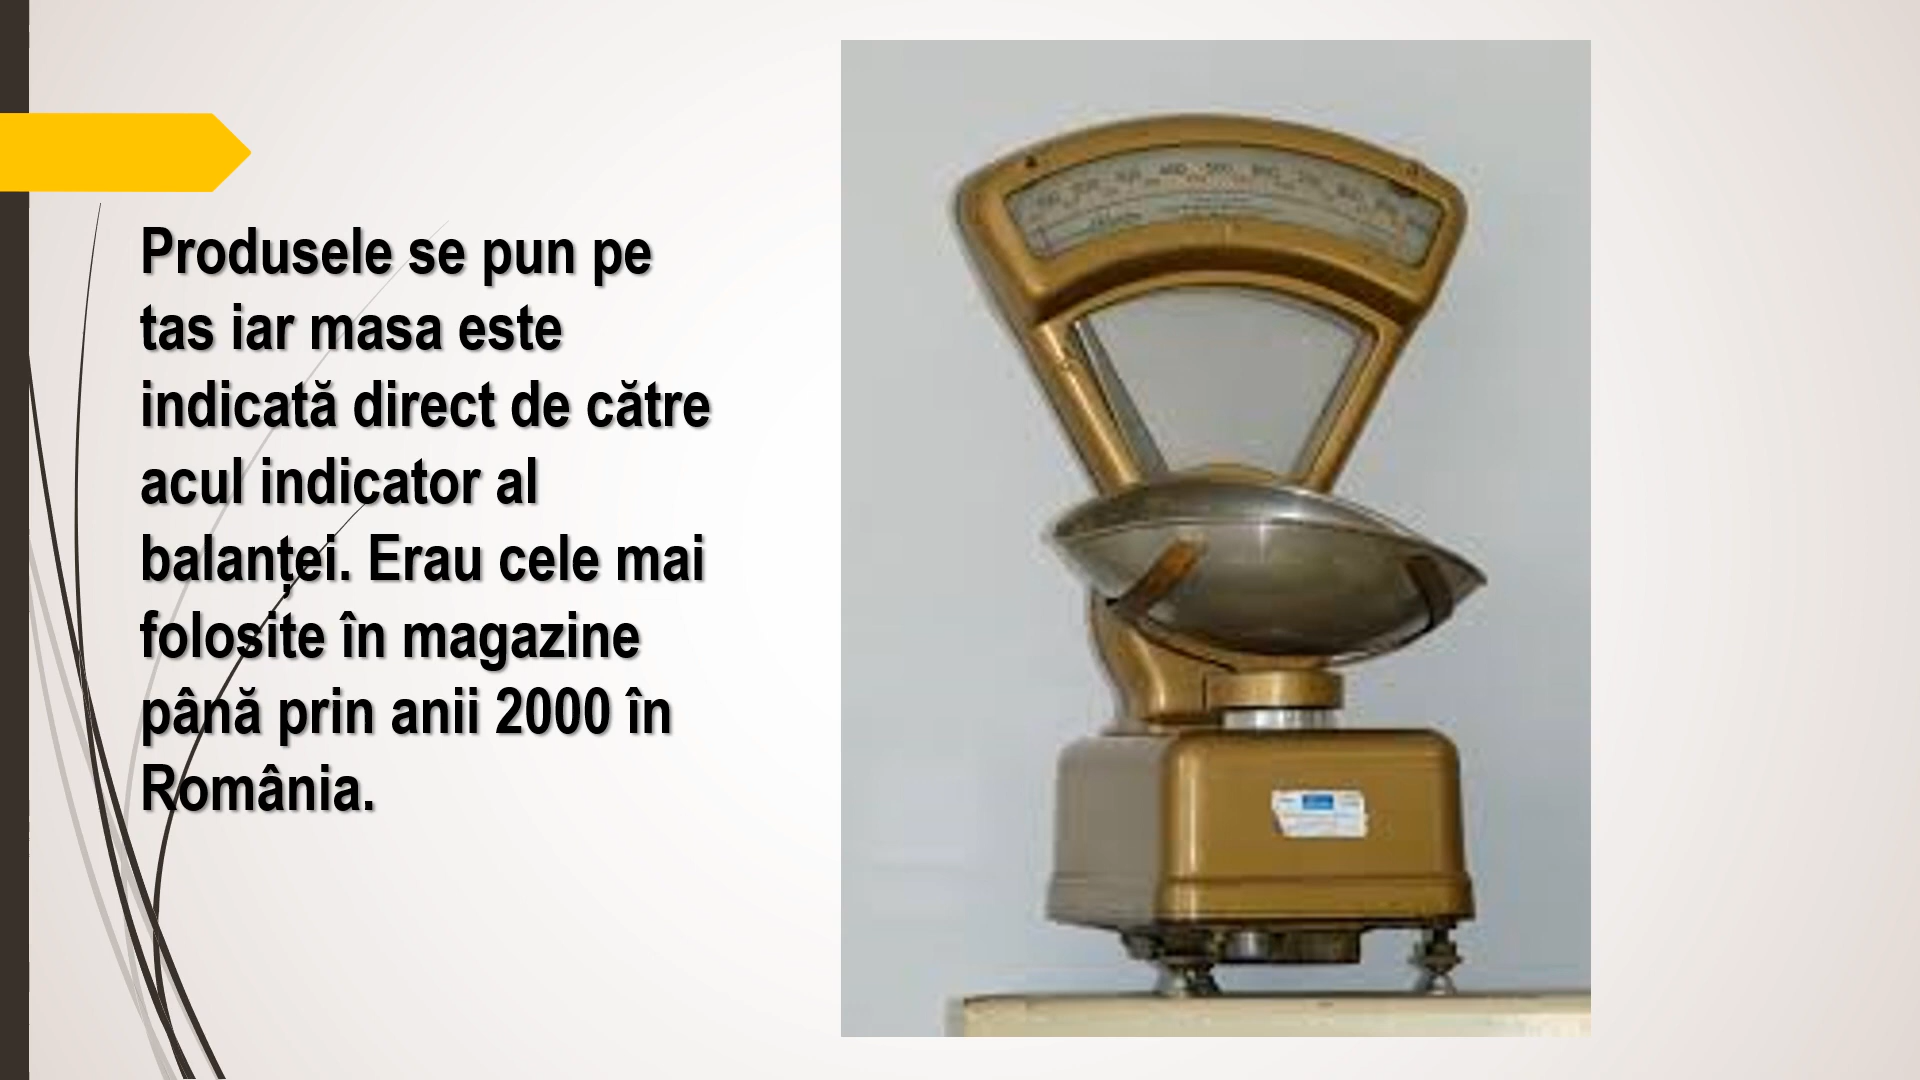 Produsele se pun pe
tas iar masa este
indicată direct de către
acul indicator al
balanței. Erau cele mai
folosite în magazine
până prin anii 2000 în
România.